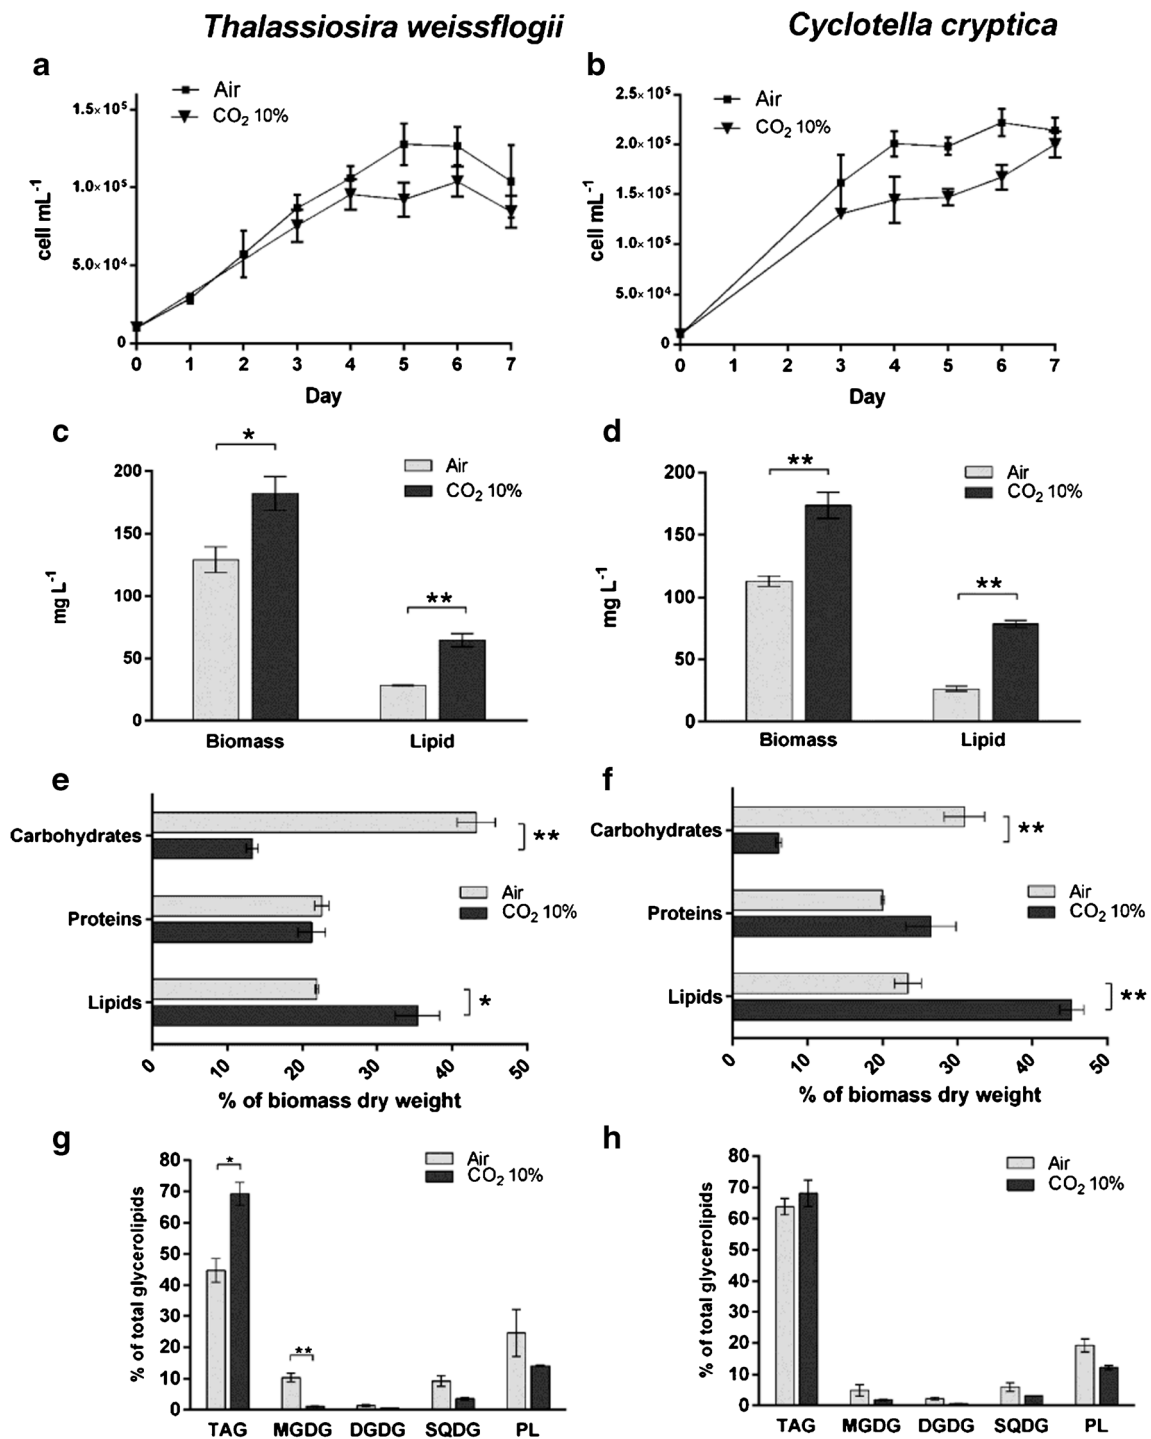 Thalassiosira weissflogii
Cyclotella cryptica
a
Air
CO₂ 10%
1.5×10⁵
1.0×10⁵
5.0×10⁴
0
cell mL⁻¹
0 1 2 3 4 5 6 7
Day
b
Air
CO₂ 10%
2.5×10⁵
2.0×10⁵
1.5×10⁵
1.0×10⁵
5.0×10⁴
0
cell mL⁻¹
0 1 2 3 4 5 6 7
Day
c
*
**
Air
CO₂ 10%
200
150
100
50
0
mg L⁻¹
Biomass Lipid
d
**
**
Air
CO₂ 10%
200
150
100
50
0
mg L⁻¹
Biomass Lipid
e
Carbohydrates
**
Proteins
Air
CO₂ 10%
Lipids
*
0 10 20 30 40 50
% of biomass dry weight
f
Carbohydrates
**
Proteins
Air
CO₂ 10%
Lipids
**
0 10 20 30 40 50
% of biomass dry weight
g
*
**
Air
CO₂ 10%
80
70
60
50
40
30
20
10
0
% of total glycerolipids
TAG MGDG DGDG SQDG PL
h
Air
CO₂ 10%
80
70
60
50
40
30
20
10
0
% of total glycerolipids
TAG MGDG DGDG SQDG PL